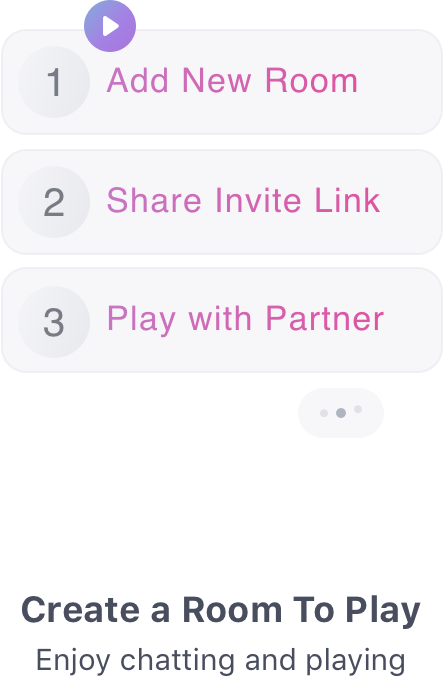 1 Add New Room
2 Share Invite Link
3 Play with Partner
Create a Room To Play
Enjoy chatting and playing